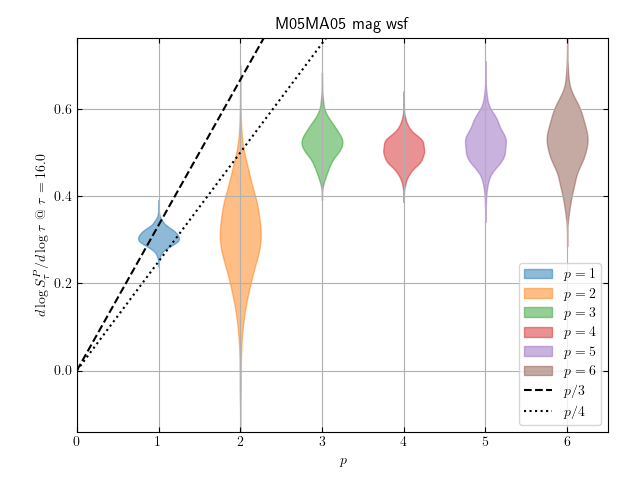 M05MA05 mag wsf
d log S_τ^P / d log τ @ τ = 16.0
0.6
0.4
0.2
0.0
0 1 2 3 4 5 6
p
p = 1
p = 2
p = 3
p = 4
p = 5
p = 6
p/3
p/4